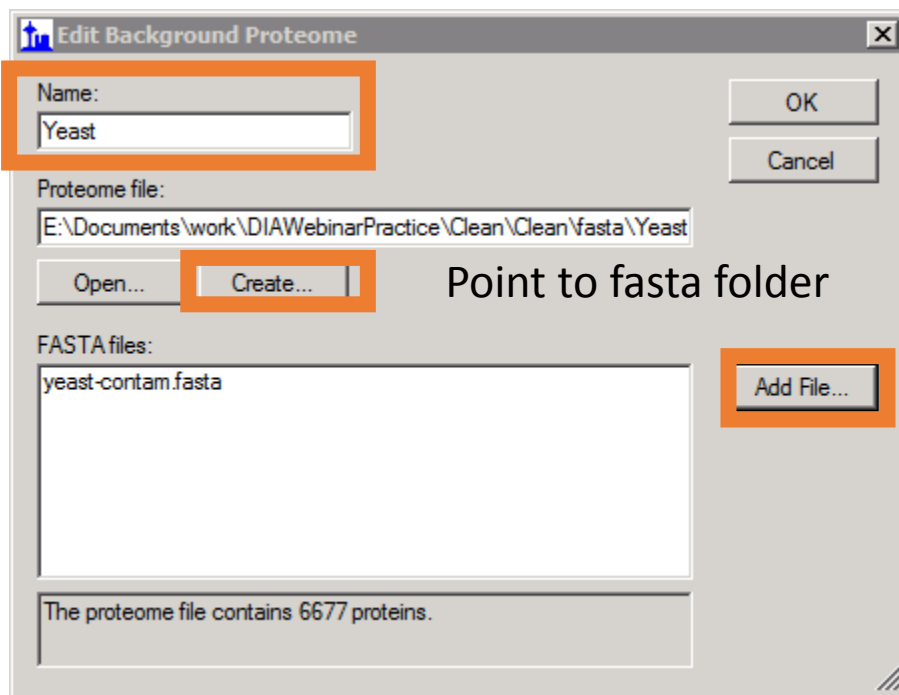 Edit Background Proteome
Name:
OK
Yeast
Cancel
Proteome file:
E:\Documents\work\DIAWebinarPractice\Clean\Clean\fasta\Yeast
Open...
Create...
Point to fasta folder
FASTA files:
yeast-contam.fasta
Add File...
The proteome file contains 6677 proteins.